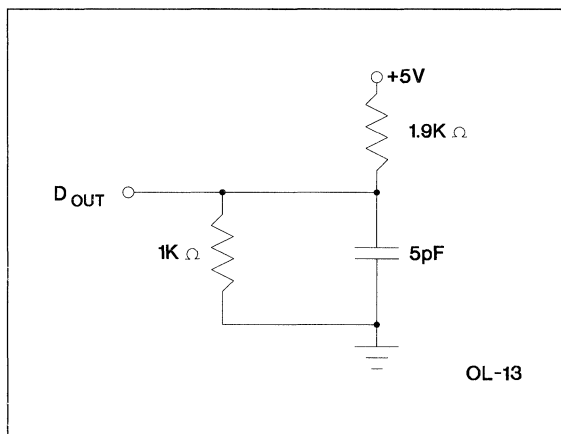 +5V
1.9K Ω
D OUT
1K Ω
5pF
OL-13